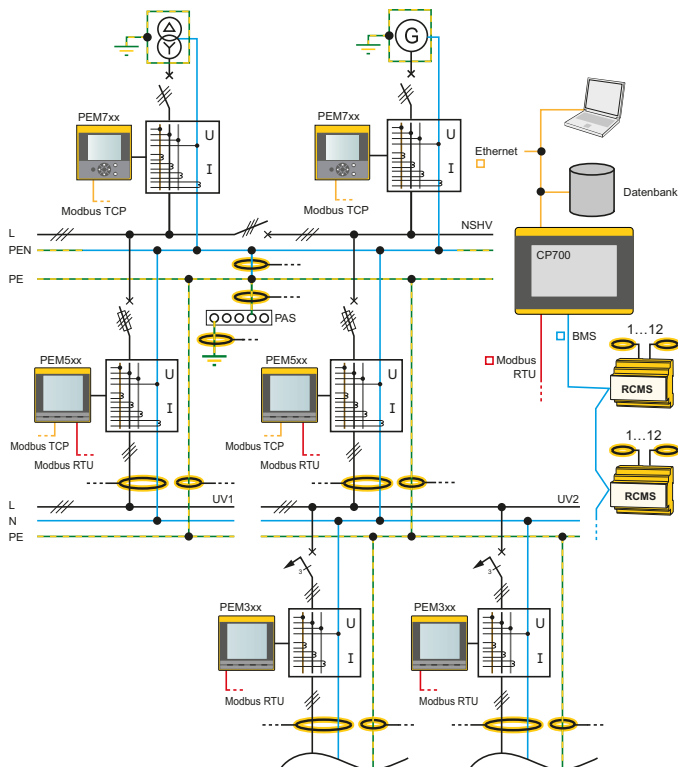 G
PEM7xx
U
I
Modbus TCP
PEM7xx
U
I
Modbus TCP
Ethernet
Datenbank
L
NSHV
PEN
PE
CP700
PAS
BMS
Modbus
RTU
1...12
RCMS
PEM5xx
U
I
Modbus TCP
Modbus RTU
PEM5xx
U
I
Modbus TCP
Modbus RTU
1...12
RCMS
L
UV1
UV2
N
PE
3
3
PEM3xx
U
I
Modbus RTU
PEM3xx
U
I
Modbus RTU